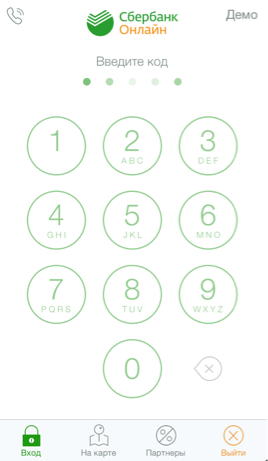 Сбербанк
Онлайн
Демо
Введите код
1
2
ABC
3
DEF
4
GHI
5
JKL
6
MNO
7
PQRS
8
TUV
9
WXYZ
0
Вход
На карте
Партнеры
Выйти